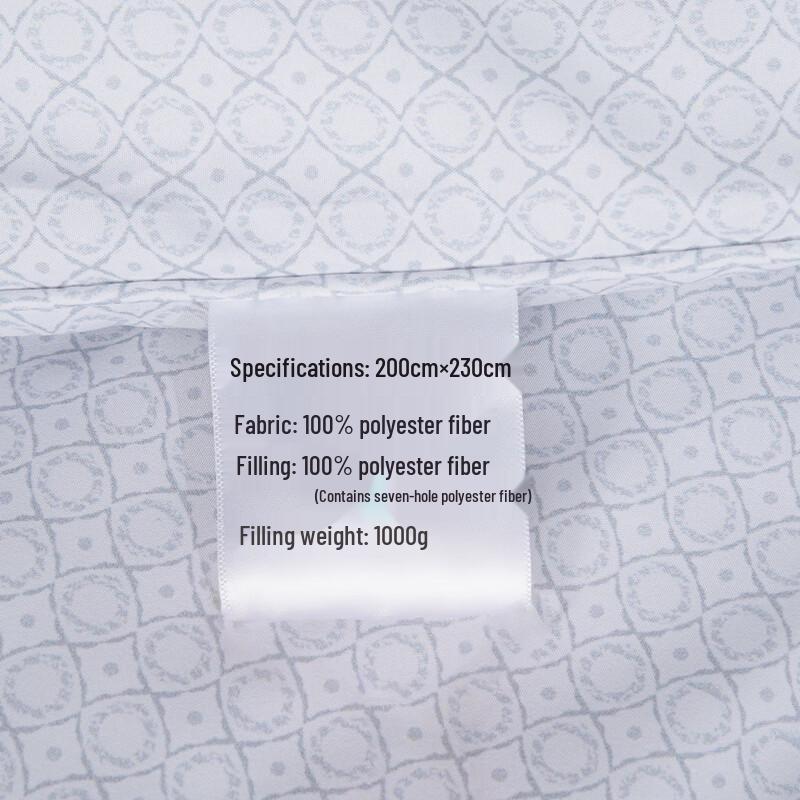 Specifications: 200cm×230cm
Fabric: 100% polyester fiber
Filling: 100% polyester fiber
(Contains seven-hole polyester fiber)
Filling weight: 1000g